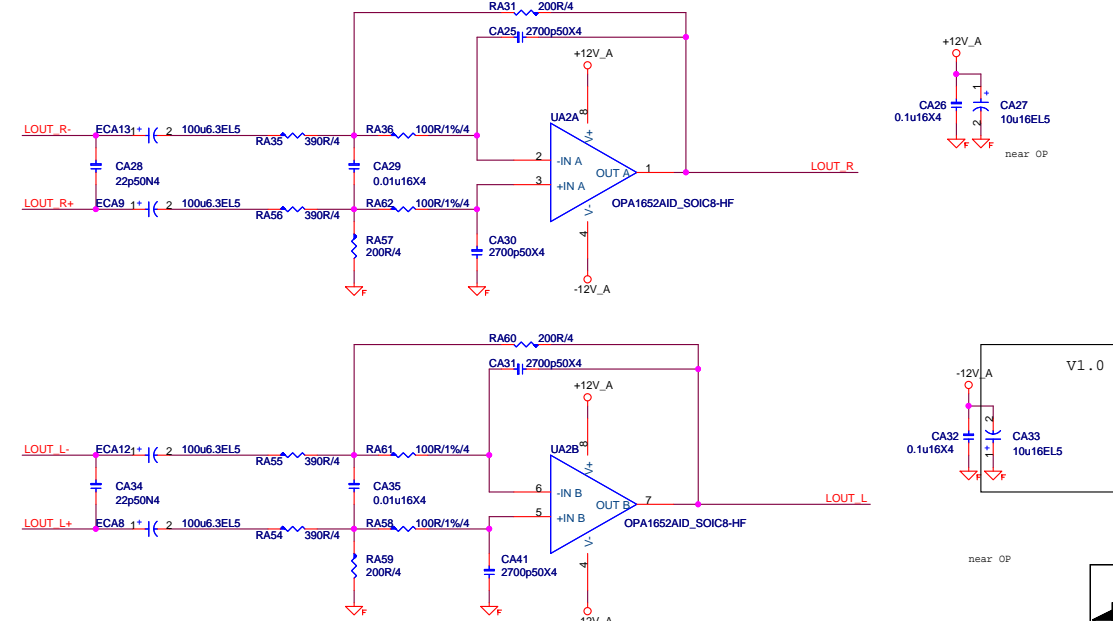 RA31 200R/4
CA25 2700p50X4
+12V_A
8
UA2A
V+
LOUT_R- ECA13 1 + 2 100u6.3EL5 RA35 390R/4 RA36 100R/1%/4
CA28
22p50N4
CA29
0.01u16X4
2 -IN A
OUT A 1 LOUT_R
3 +IN A
LOUT_R+ ECA9 1 + 2 100u6.3EL5 RA56 390R/4 RA62 100R/1%/4
OPA1652AID_SOIC8-HF
V-
4
RA57
200R/4
CA30
2700p50X4
F
F
-12V_A
+12V_A
CA26
0.1u16X4
1
+
2
CA27
10u16EL5
F
F
near OP
RA60 200R/4
CA31 2700p50X4
+12V_A
8
UA2B
V+
LOUT_L- ECA12 1 + 2 100u6.3EL5 RA55 390R/4 RA61 100R/1%/4
CA34
22p50N4
CA35
0.01u16X4
6 -IN B
OUT B 7 LOUT_L
5 +IN B
LOUT_L+ ECA8 1 + 2 100u6.3EL5 RA54 390R/4 RA58 100R/1%/4
OPA1652AID_SOIC8-HF
V-
4
RA59
200R/4
CA41
2700p50X4
F
F
V1.0
-12V_A
CA32
0.1u16X4
2
+
1
CA33
10u16EL5
F
F
near OP